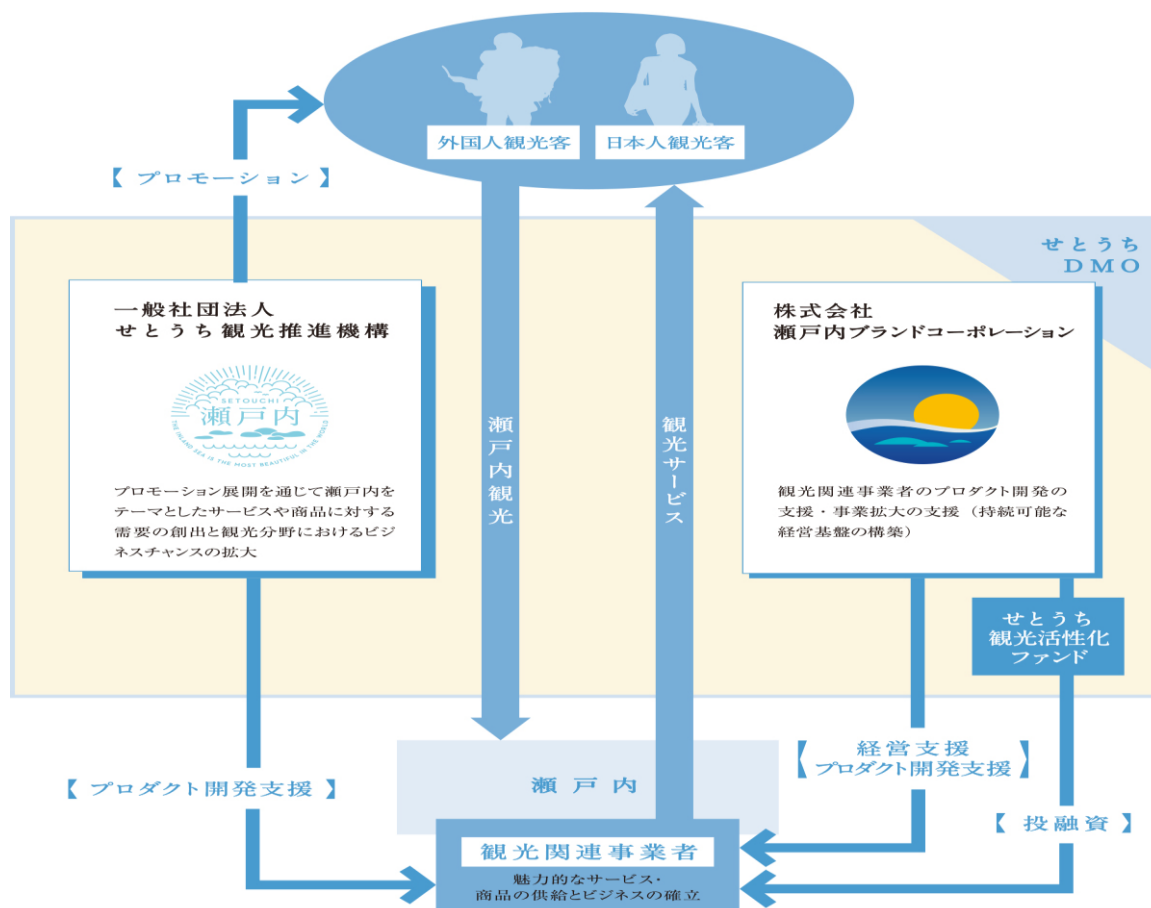 外国人観光客
日本人観光客
【 プロモーション 】
せとうち
DMO
一般社団法人
せとうち観光推進機構
SETOUCHI
瀬戸内
THE INLAND SEA IS THE MOST BEAUTIFUL IN THE WORLD
プロモーション展開を通じて瀬戸内を
テーマとしたサービスや商品に対する
需要の創出と観光分野におけるビジ
ネスチャンスの拡大
瀬戸内観光
観光サービス
株式会社
瀬戸内ブランドコーポレーション
観光関連事業者のプロダクト開発の
支援・事業拡大の支援（持続可能な
経営基盤の構築）
せとうち
観光活性化
ファンド
【 プロダクト開発支援 】
瀬戸内
【 経営支援
プロダクト開発支援 】
【 投融資 】
観光関連事業者
魅力的なサービス・
商品の供給とビジネスの確立